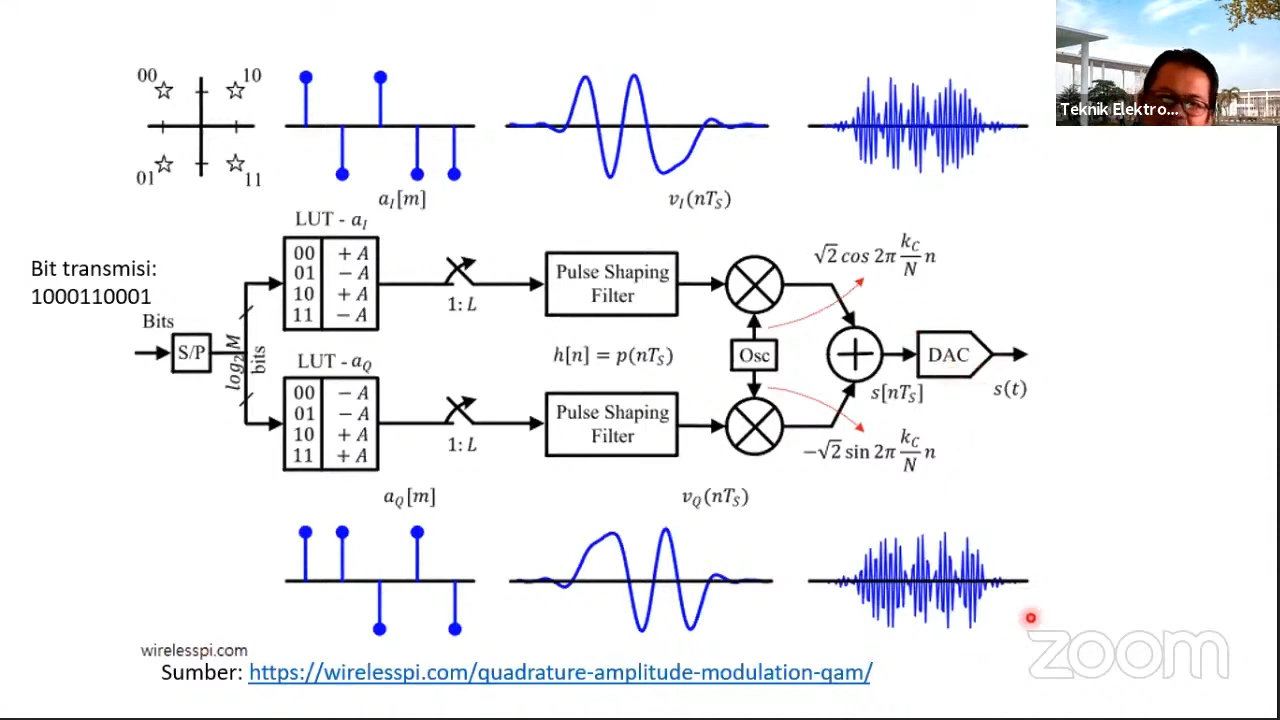 Teknik Elektro...
00
10
01
11
a_I[m]
v_I(nT_S)
LUT - a_I
00 + A
01 − A
10 + A
11 − A
1: L
Pulse Shaping
Filter
√2 cos 2π k_C/N n
Bit transmisi:
1000110001
Bits
S/P
log_2 M
bits
h[n] = p(nT_S)
Osc
DAC
s[nT_S]
s(t)
LUT - a_Q
00 − A
01 − A
10 + A
11 + A
1: L
Pulse Shaping
Filter
−√2 sin 2π k_C/N n
a_Q[m]
v_Q(nT_S)
wirelesspi.com
Sumber: https://wirelesspi.com/quadrature-amplitude-modulation-qam/
zoom